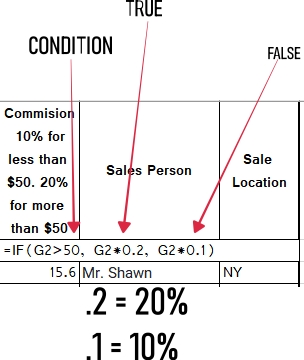 TRUE
CONDITION
FALSE
Commision
10% for
less than
$50. 20%
for more
than $50
Sales Person
Sale
Location
=IF(G2>50, G2*0.2, G2*0.1)
15.6 Mr. Shawn NY
.2 = 20%
.1 = 10%